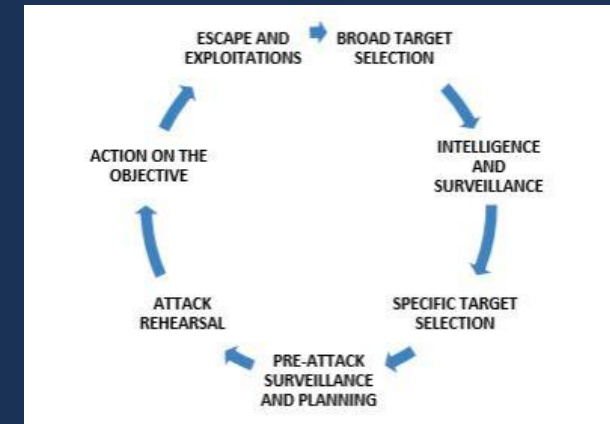 ESCAPE AND
EXPLOITATIONS
BROAD TARGET
SELECTION
INTELLIGENCE
AND
SURVEILLANCE
SPECIFIC TARGET
SELECTION
PRE-ATTACK
SURVEILLANCE
AND PLANNING
ATTACK
REHEARSAL
ACTION ON THE
OBJECTIVE